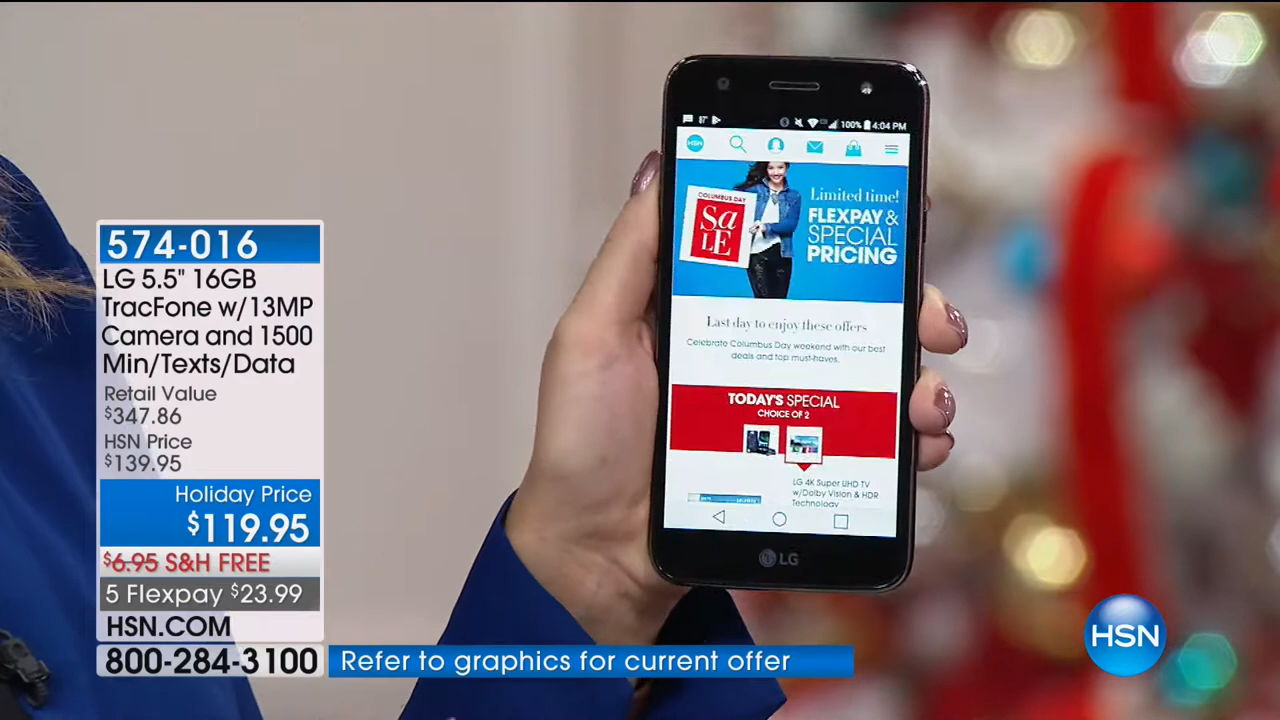 574-016
LG 5.5" 16GB
TracFone w/13MP
Camera and 1500
Min/Texts/Data
Retail Value
$347.86
HSN Price
$139.95
Holiday Price
$119.95
$6.95 S&H FREE
5 Flexpay $23.99
HSN.COM
800-284-3100
Refer to graphics for current offer
87° 100% 4:04 PM
HSN
COLUMBUS DAY
SaLE
Limited time!
FLEXPAY &
SPECIAL
PRICING
Last day to enjoy these offers
Celebrate Columbus Day weekend with our best
deals and top must-haves.
TODAY'S SPECIAL
CHOICE OF 2
LG 4K Super UHD TV
w/Dolby Vision & HDR
Technology
LG
HSN